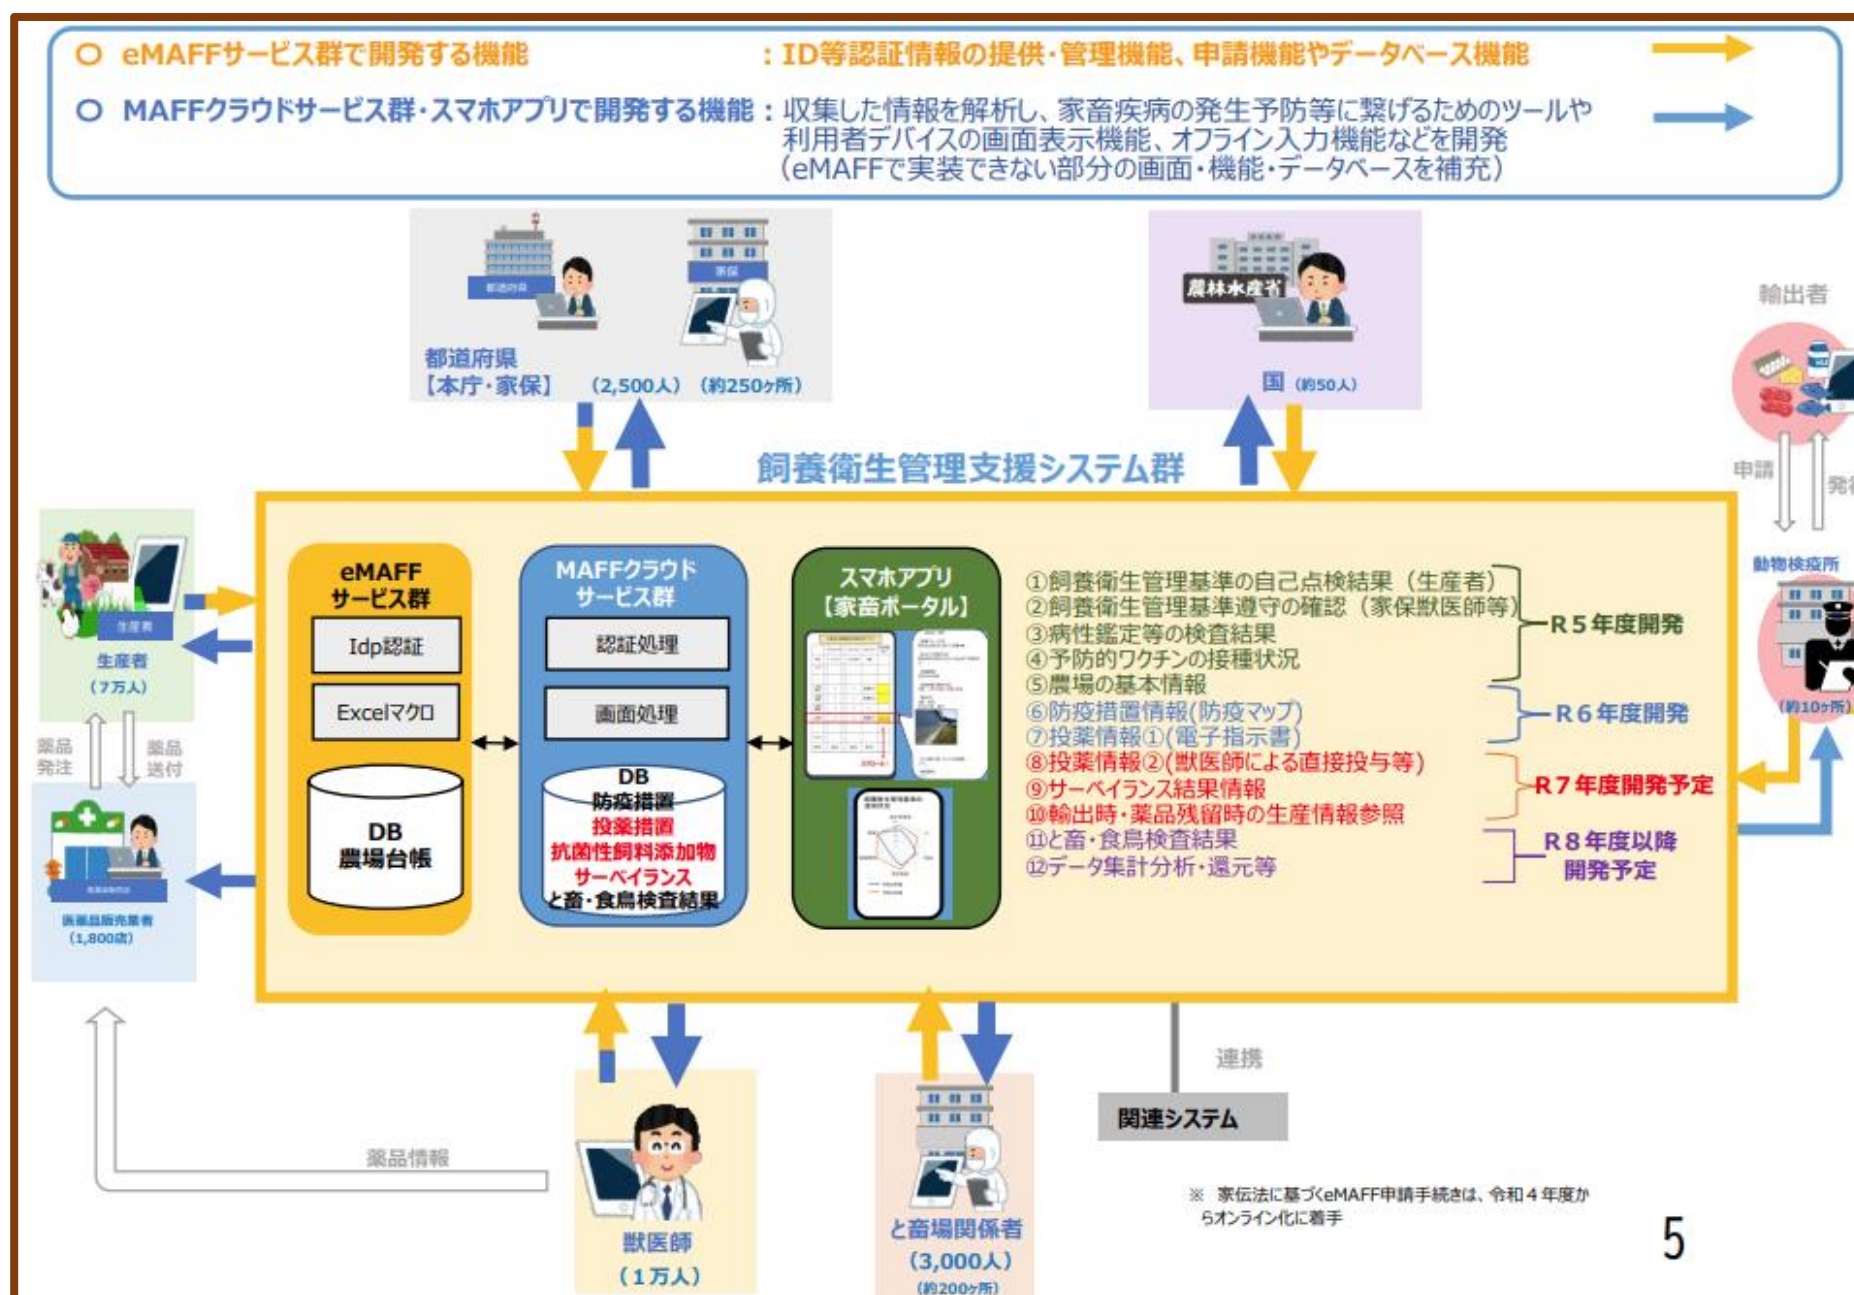 ○ eMAFFサービス群で開発する機能 ：ID等認証情報の提供・管理機能、申請機能やデータベース機能
○ MAFFクラウドサービス群・スマホアプリで開発する機能：収集した情報を解析し、家畜疾病の発生予防等に繋げるためのツールや
利用者デバイスの画面表示機能、オフライン入力機能などを開発
（eMAFFで実装できない部分の画面・機能・データベースを補充）
都道府県
家保
都道府県
【本庁・家保】 （2,500人）（約250ヶ所）
農林水産省
国（約50人）
輸出者
申請
動物検疫所
（約10ヶ所）
飼養衛生管理支援システム群
生産者
生産者
（7万人）
薬品
発注
薬品
送付
医薬品販売業者
（1,800店）
eMAFF
サービス群
Idp認証
Excelマクロ
DB
農場台帳
MAFFクラウド
サービス群
認証処理
画面処理
DB
防疫措置
投薬措置
抗菌性飼料添加物
サーベイランス
と畜・食鳥検査結果
スマホアプリ
【家畜ポータル】
①飼養衛生管理基準の自己点検結果（生産者）
②飼養衛生管理基準遵守の確認（家保獣医師等）
③病性鑑定等の検査結果
④予防的ワクチンの接種状況
⑤農場の基本情報
⑥防疫措置情報(防疫マップ)
⑦投薬情報①(電子指示書)
⑧投薬情報②(獣医師による直接投与等)
⑨サーベイランス結果情報
⑩輸出時・薬品残留時の生産情報参照
⑪と畜・食鳥検査結果
⑫データ集計分析・還元等
R５年度開発
R６年度開発
R７年度開発予定
R８年度以降
開発予定
薬品情報
獣医師
（１万人）
と畜場関係者
（3,000人）
（約200ヶ所）
連携
関連システム
※ 家伝法に基づくeMAFF申請手続きは、令和４年度か
らオンライン化に着手
5